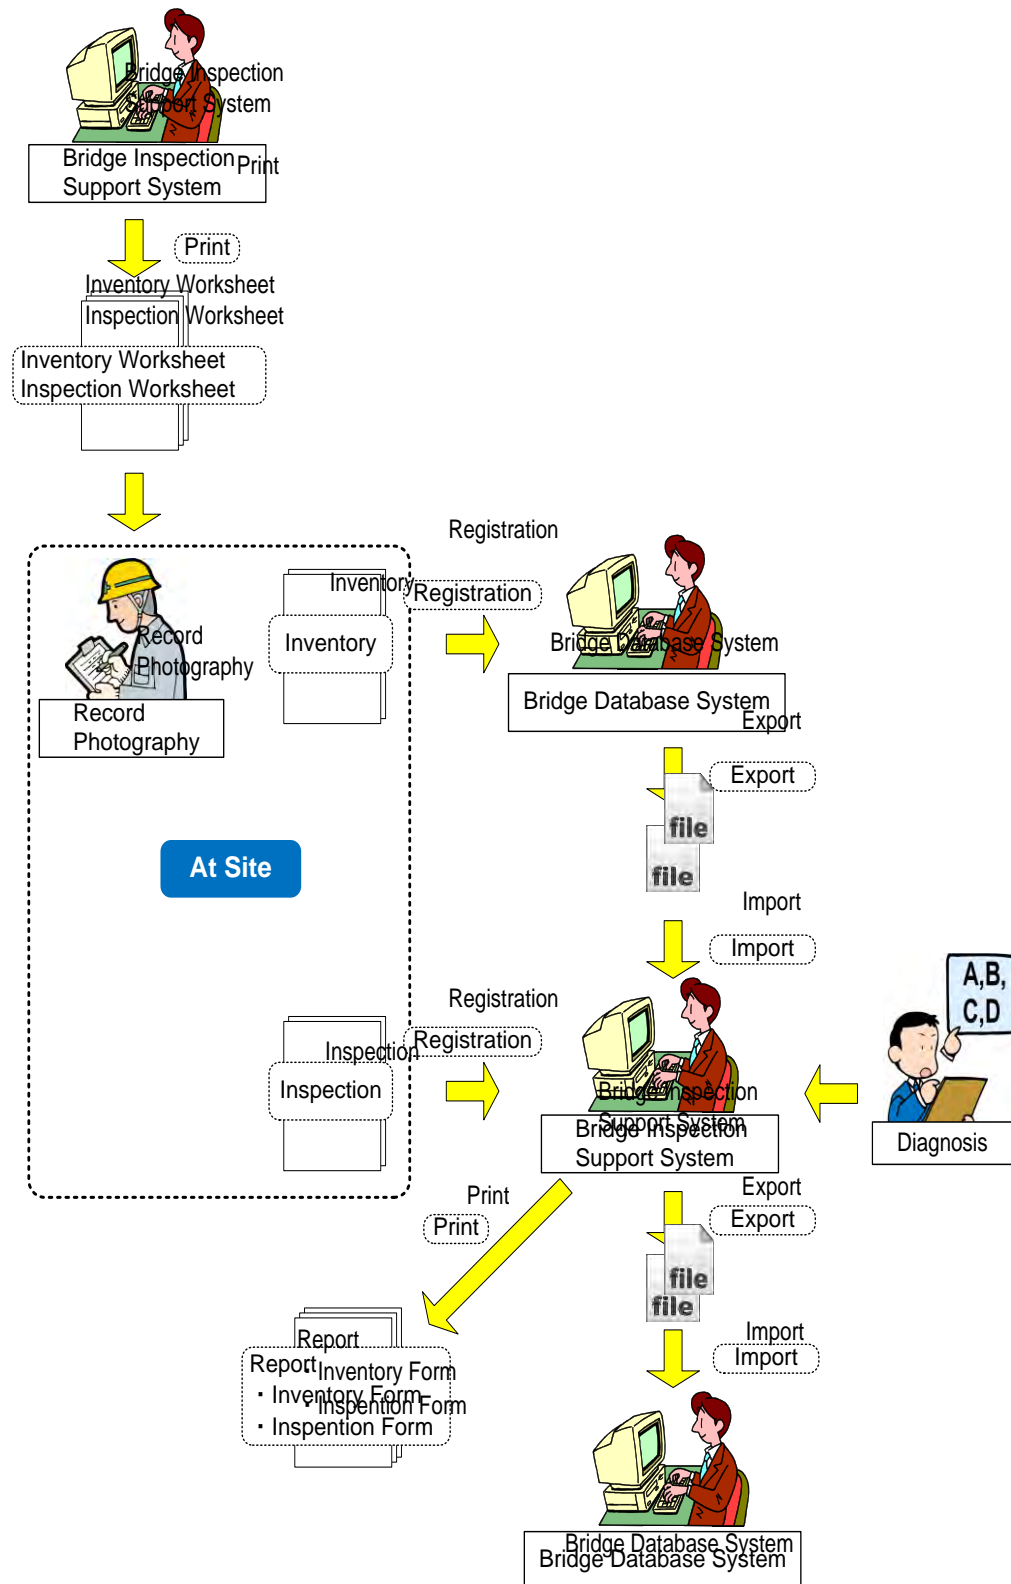 Bridge Inspection
Support System
Bridge Inspection
Support System
Print
Print
Inventory Worksheet
Inspection Worksheet
Inventory Worksheet
Inspection Worksheet
Registration
Inventory
Registration
Inventory
Record
Photography
Record
Photography
Bridge Database System
Bridge Database System
Export
Export
file
file
At Site
Import
Import
A,B,
C,D
Registration
Inspection
Registration
Inspection
Bridge Inspection
Support System
Bridge Inspection
Support System
Diagnosis
Print
Print
Export
Export
file
file
Import
Import
Report
・Inventory Form
・Inspention Form
Report
・Inventory Form
・Inspention Form
Bridge Database System
Bridge Database System